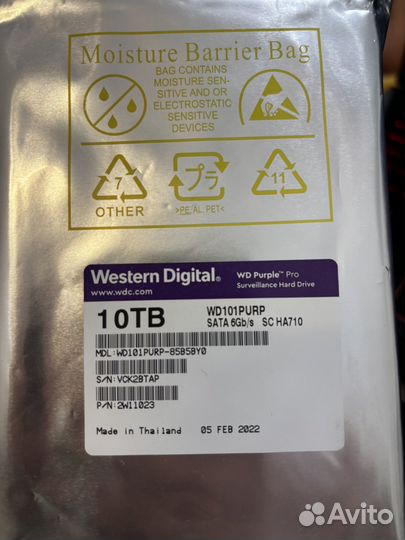 Moisture Barrier Bag
BAG CONTAINS
MOISTURE SEN-
SITIVE AND OR
ELECTROSTATIC
SENSITIVE
DEVICES
7
OTHER
プラ
>PE.AL.PET<
11
Western Digital®
www.wdc.com
WD Purple™ Pro
Surveillance Hard Drive
10TB
WD101PURP
SATA 6Gb/s SC HA710
MDL:WD101PURP-85B5BY0
S/N:VCK2BTAP
P/N:2W11023
Made in Thailand 05 FEB 2022
Avito